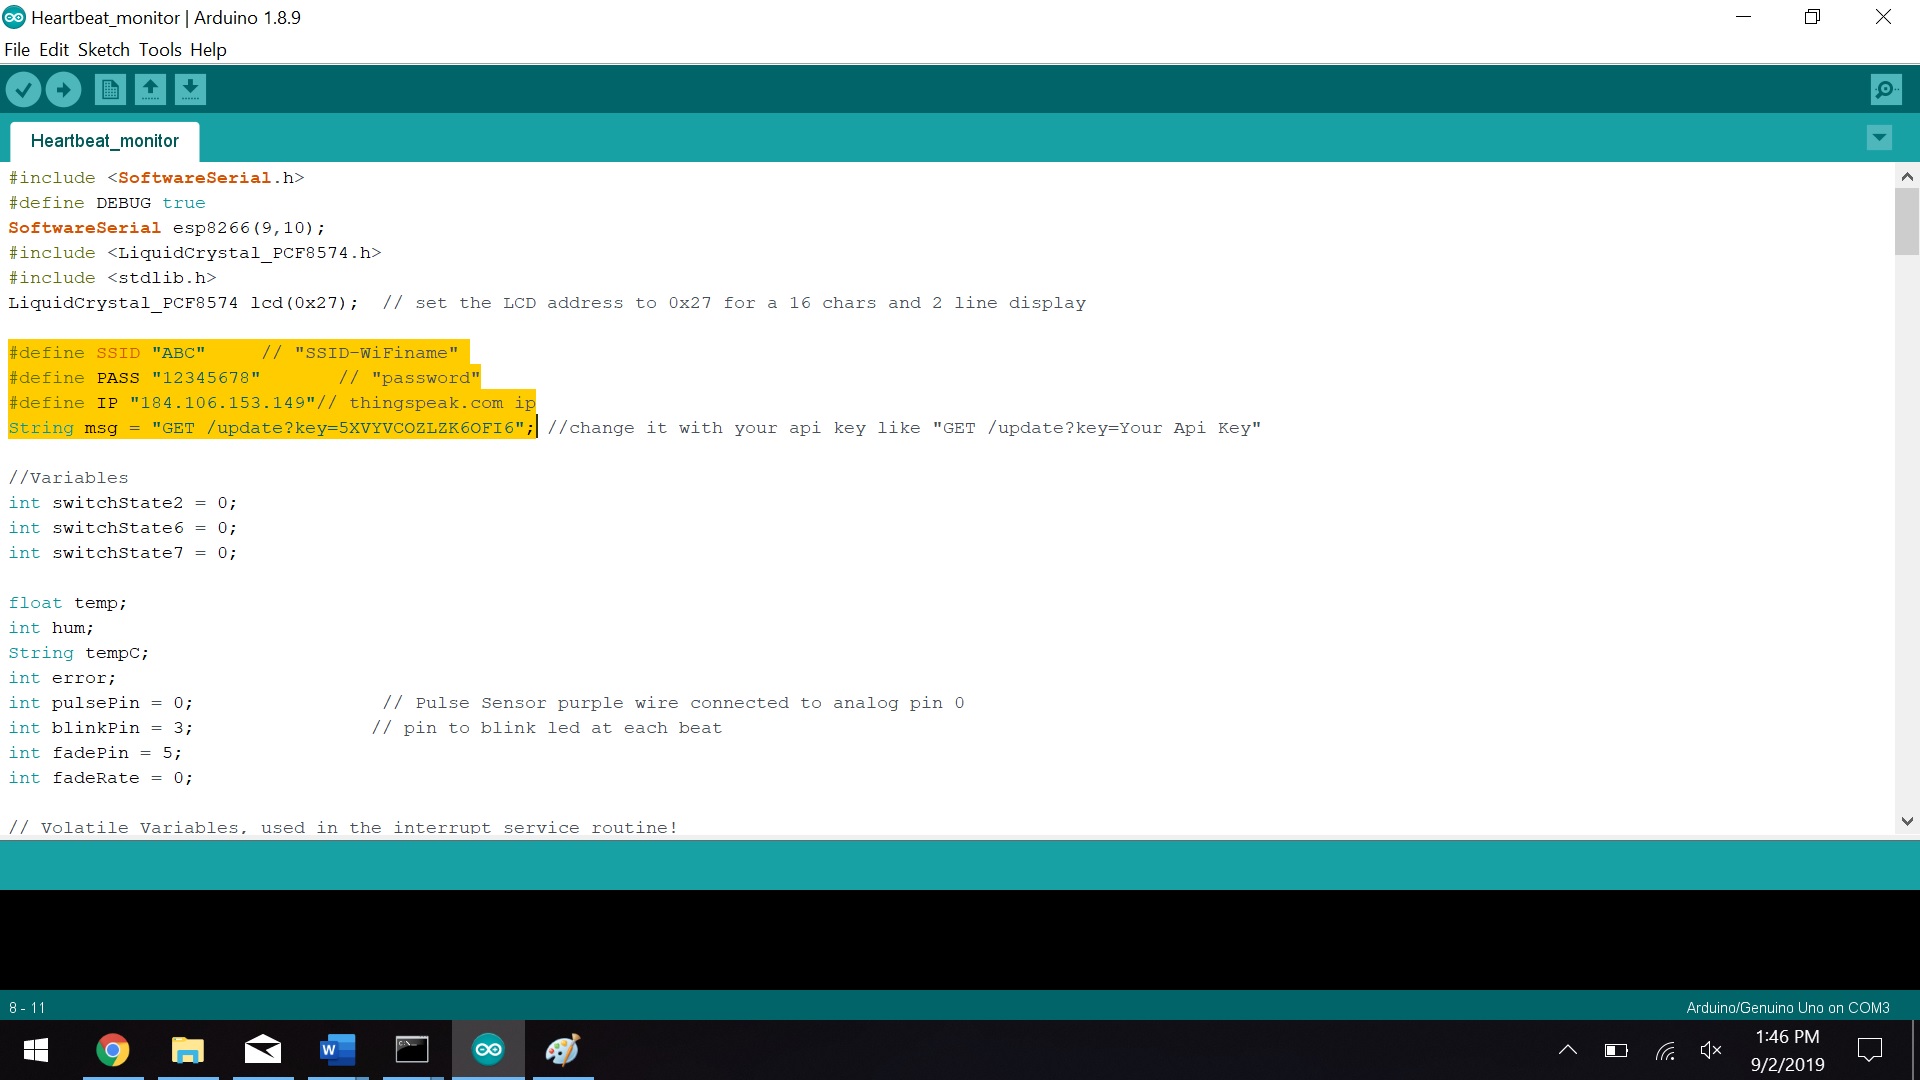 Heartbeat_monitor | Arduino 1.8.9
File Edit Sketch Tools Help
Heartbeat_monitor
#include <SoftwareSerial.h>
#define DEBUG true
SoftwareSerial esp8266(9,10);
#include <LiquidCrystal_PCF8574.h>
#include <stdlib.h>
LiquidCrystal_PCF8574 lcd(0x27);  // set the LCD address to 0x27 for a 16 chars and 2 line display
#define SSID "ABC"     // "SSID-WiFiname"
#define PASS "12345678"       // "password"
#define IP "184.106.153.149"// thingspeak.com ip
String msg = "GET /update?key=5XVYVCOZLZK6OFI6"; //change it with your api key like "GET /update?key=Your Api Key"
//Variables
int switchState2 = 0;
int switchState6 = 0;
int switchState7 = 0;
float temp;
int hum;
String tempC;
int error;
int pulsePin = 0;                 // Pulse Sensor purple wire connected to analog pin 0
int blinkPin = 3;                // pin to blink led at each beat
int fadePin = 5;
int fadeRate = 0;
// Volatile Variables, used in the interrupt service routine!
8 - 11
Arduino/Genuino Uno on COM3
W
C:\.
1:46 PM
9/2/2019